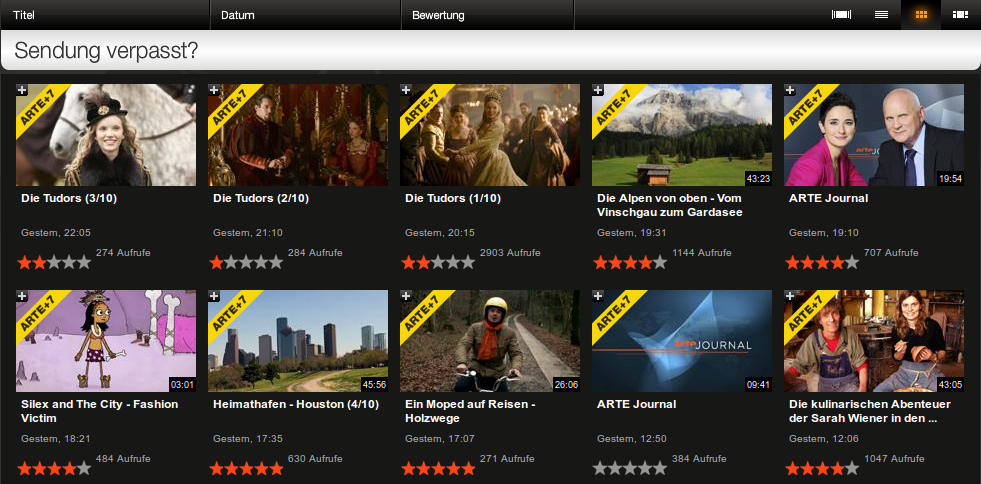 Titel Datum Bewertung
Sendung verpasst?
ARTE+7 ARTE+7 ARTE+7 ARTE+7 43:23 ARTE+7 arte JOURNAL 19:54
Die Tudors (3/10) Die Tudors (2/10) Die Tudors (1/10) Die Alpen von oben - Vom ARTE Journal
Vinschgau zum Gardasee
Gestern, 22:05 Gestern, 21:10 Gestern, 20:15 Gestern, 19:31 Gestern, 19:10
274 Aufrufe 284 Aufrufe 2903 Aufrufe 1144 Aufrufe 707 Aufrufe
ARTE+7 03:01 ARTE+7 45:56 ARTE+7 26:06 arte JOURNAL 09:41 ARTE+7 43:05
Silex and The City - Fashion Heimathafen - Houston (4/10) Ein Moped auf Reisen - ARTE Journal Die kulinarischen Abenteuer
Victim Holzwege der Sarah Wiener in den ...
Gestern, 18:21 Gestern, 17:35 Gestern, 17:07 Gestern, 12:50 Gestern, 12:06
484 Aufrufe 630 Aufrufe 271 Aufrufe 384 Aufrufe 1047 Aufrufe